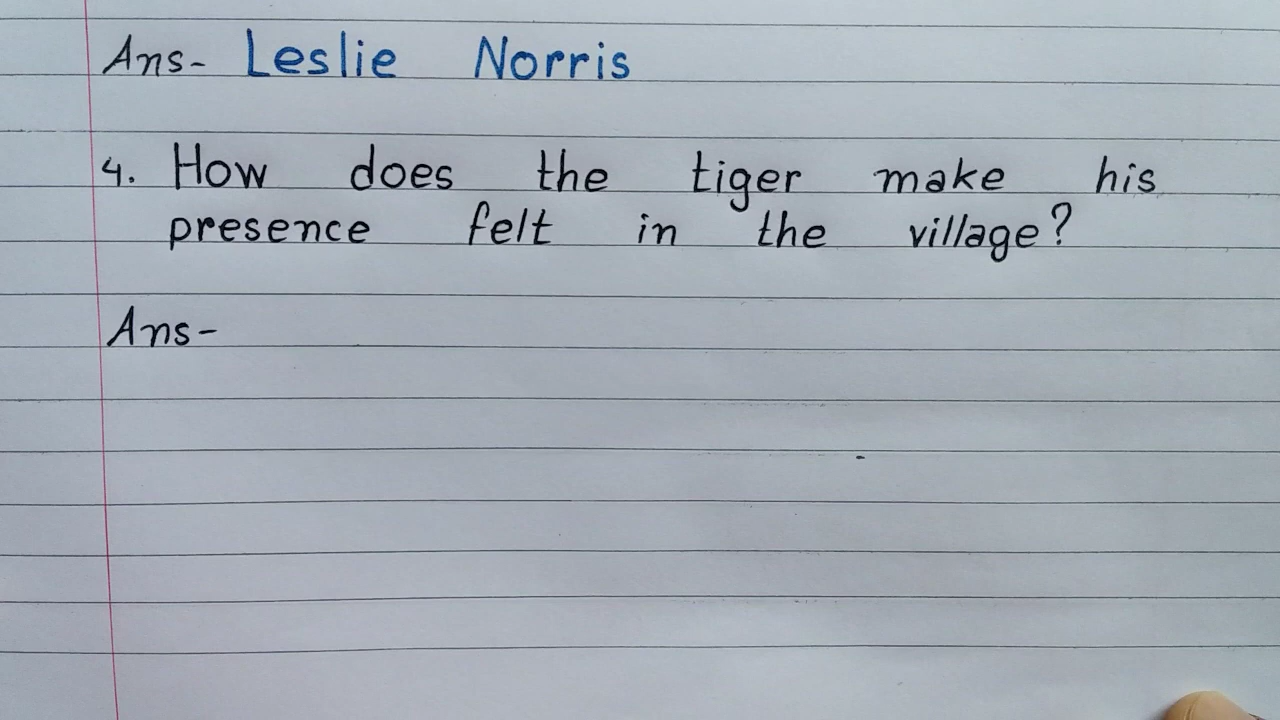 Ans- Leslie Norris
4. How does the tiger make his
presence felt in the village?
Ans-